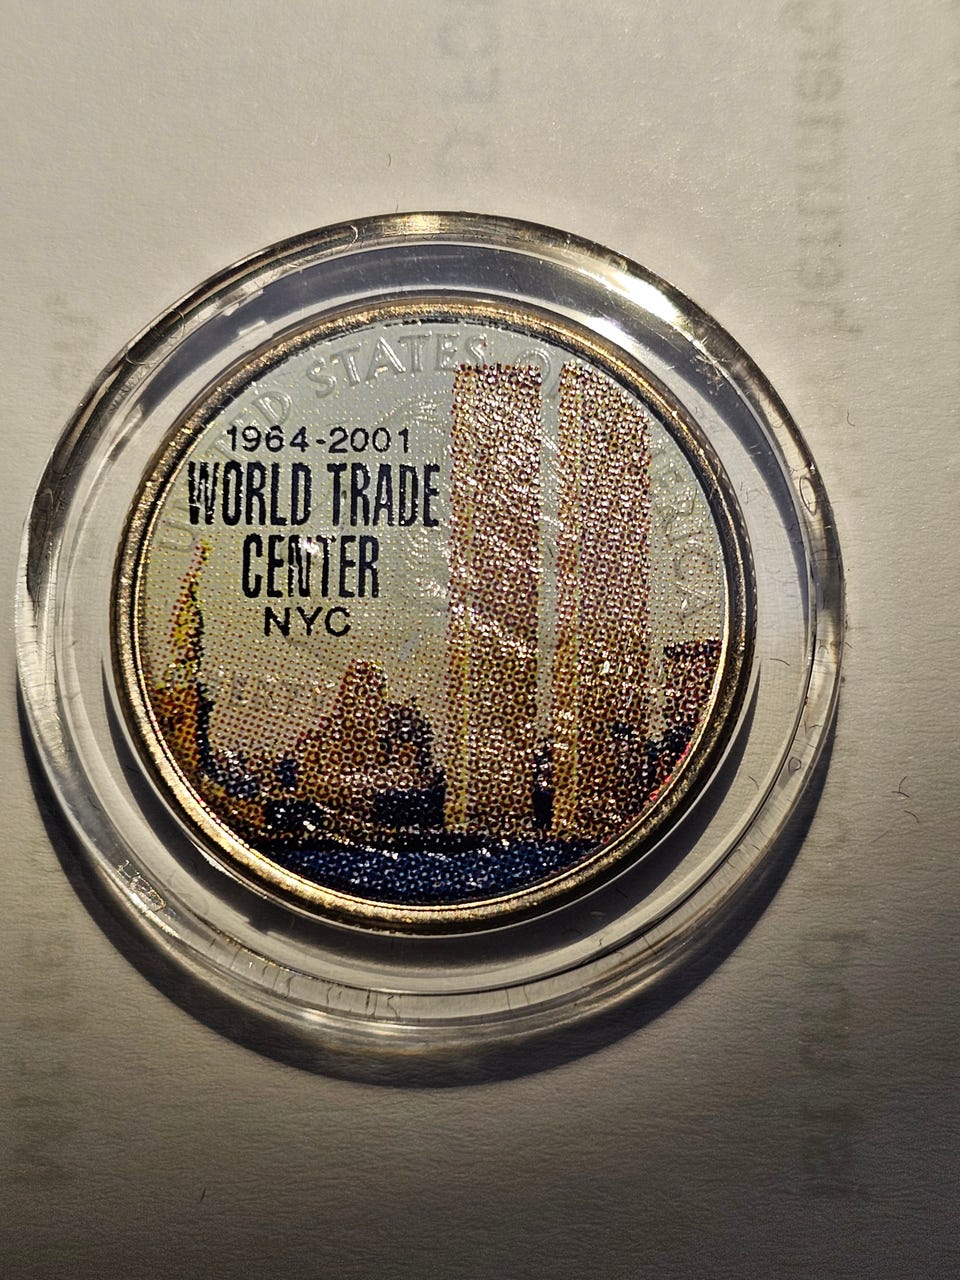 UNITED STATES OF AMERICA
1964-2001
WORLD TRADE
CENTER
NYC